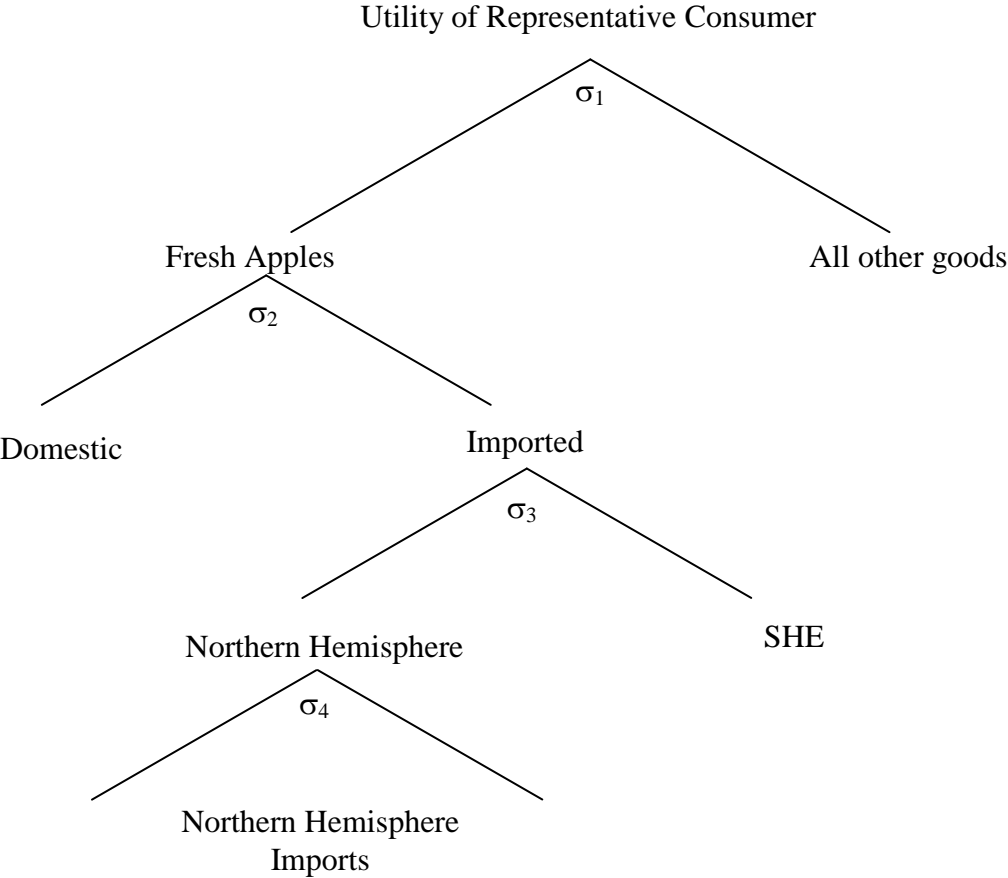 Utility of Representative Consumer
σ1
Fresh Apples
All other goods
σ2
Domestic
Imported
σ3
Northern Hemisphere
SHE
σ4
Northern Hemisphere
Imports